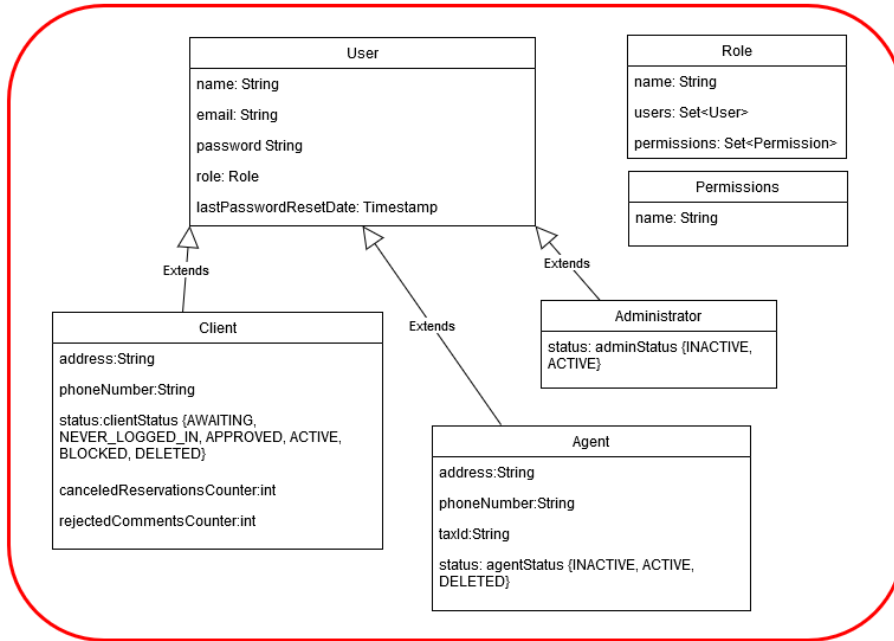 User
name: String
email: String
password String
role: Role
lastPasswordResetDate: Timestamp
Role
name: String
users: Set<User>
permissions: Set<Permission>
Permissions
name: String
Extends
Extends
Extends
Client
address:String
phoneNumber:String
status:clientStatus {AWAITING,
NEVER_LOGGED_IN, APPROVED, ACTIVE,
BLOCKED, DELETED}
canceledReservationsCounter:int
rejectedCommentsCounter:int
Administrator
status: adminStatus {INACTIVE,
ACTIVE}
Agent
address:String
phoneNumber:String
taxId:String
status: agentStatus {INACTIVE, ACTIVE,
DELETED}